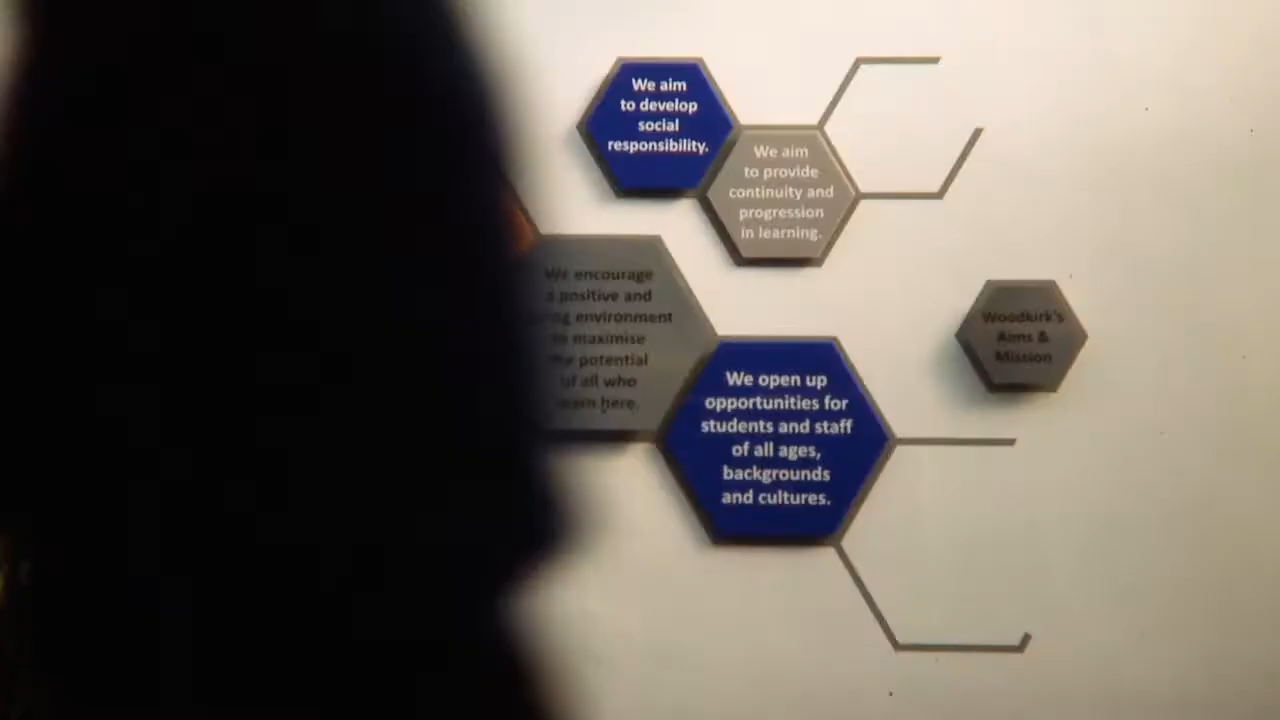 We aim
to develop
social
responsibility.
We aim
to provide
continuity and
progression
in learning.
We encourage
a positive and
environment
to maximise
the potential
of all who
learn here.
Woodkirk's
Aims &
Mission
We open up
opportunities for
students and staff
of all ages,
backgrounds
and cultures.